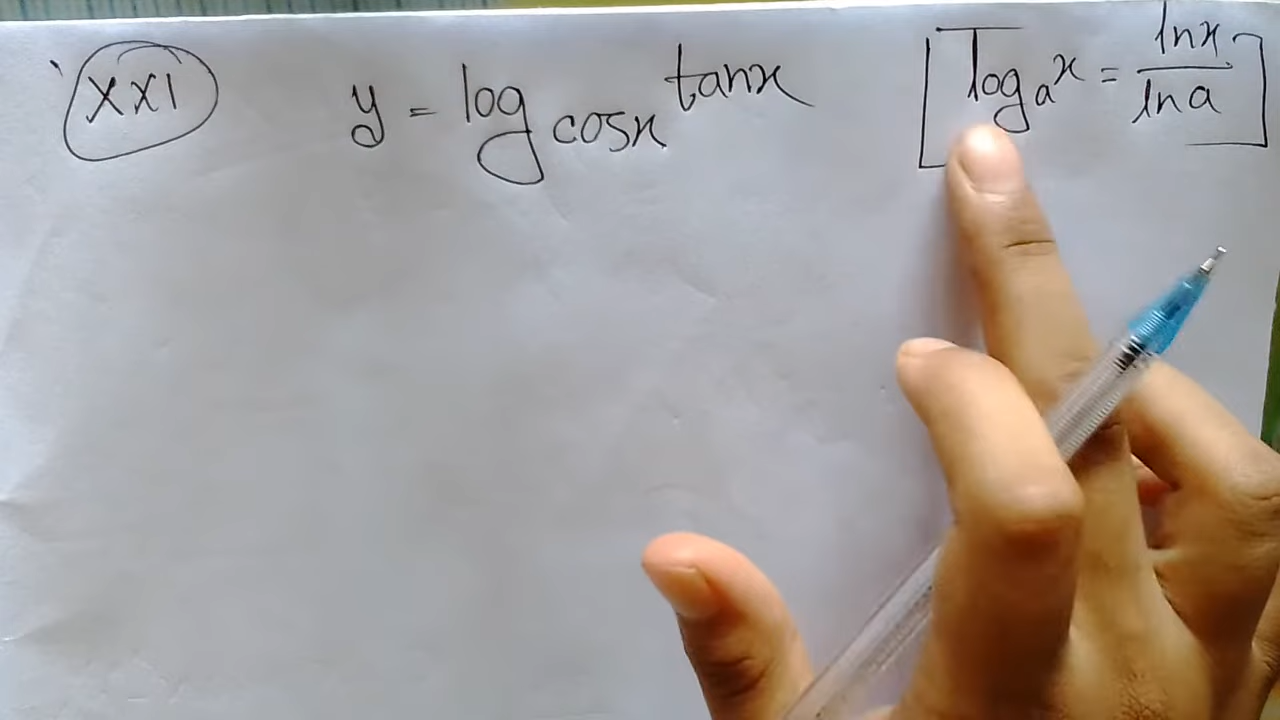 XXI
y = log_cosx tanx
log_a x = lnx / lna